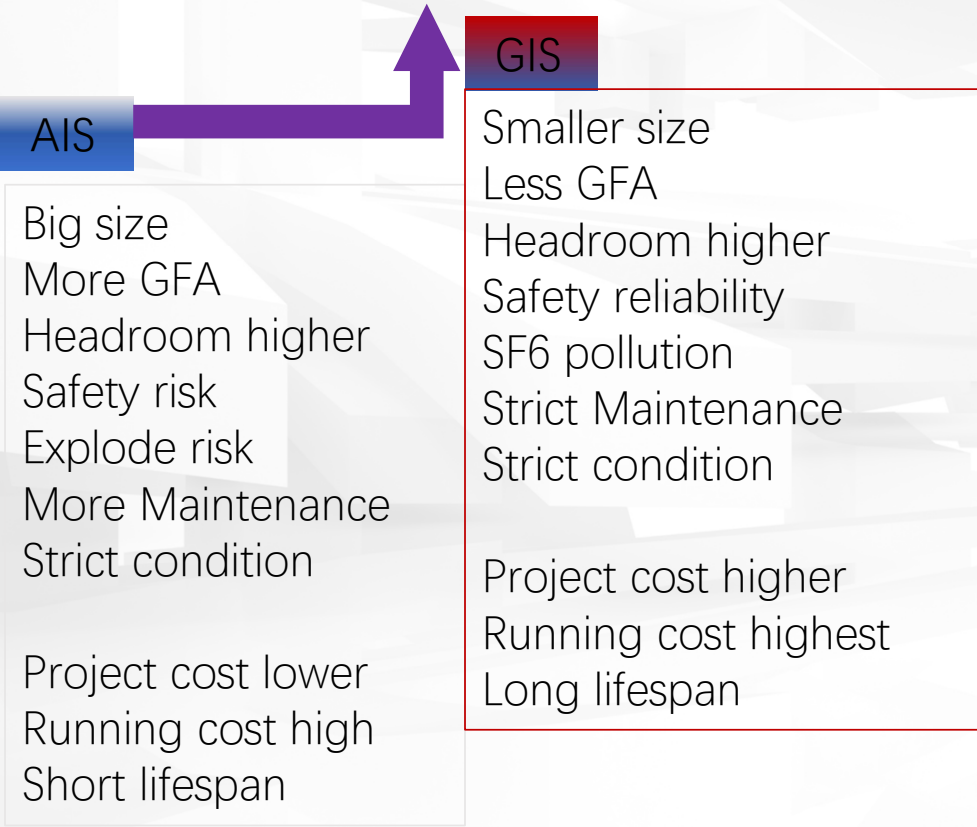 AIS
Big size
More GFA
Headroom higher
Safety risk
Explode risk
More Maintenance
Strict condition
Project cost lower
Running cost high
Short lifespan
GIS
Smaller size
Less GFA
Headroom higher
Safety reliability
SF6 pollution
Strict Maintenance
Strict condition
Project cost higher
Running cost highest
Long lifespan